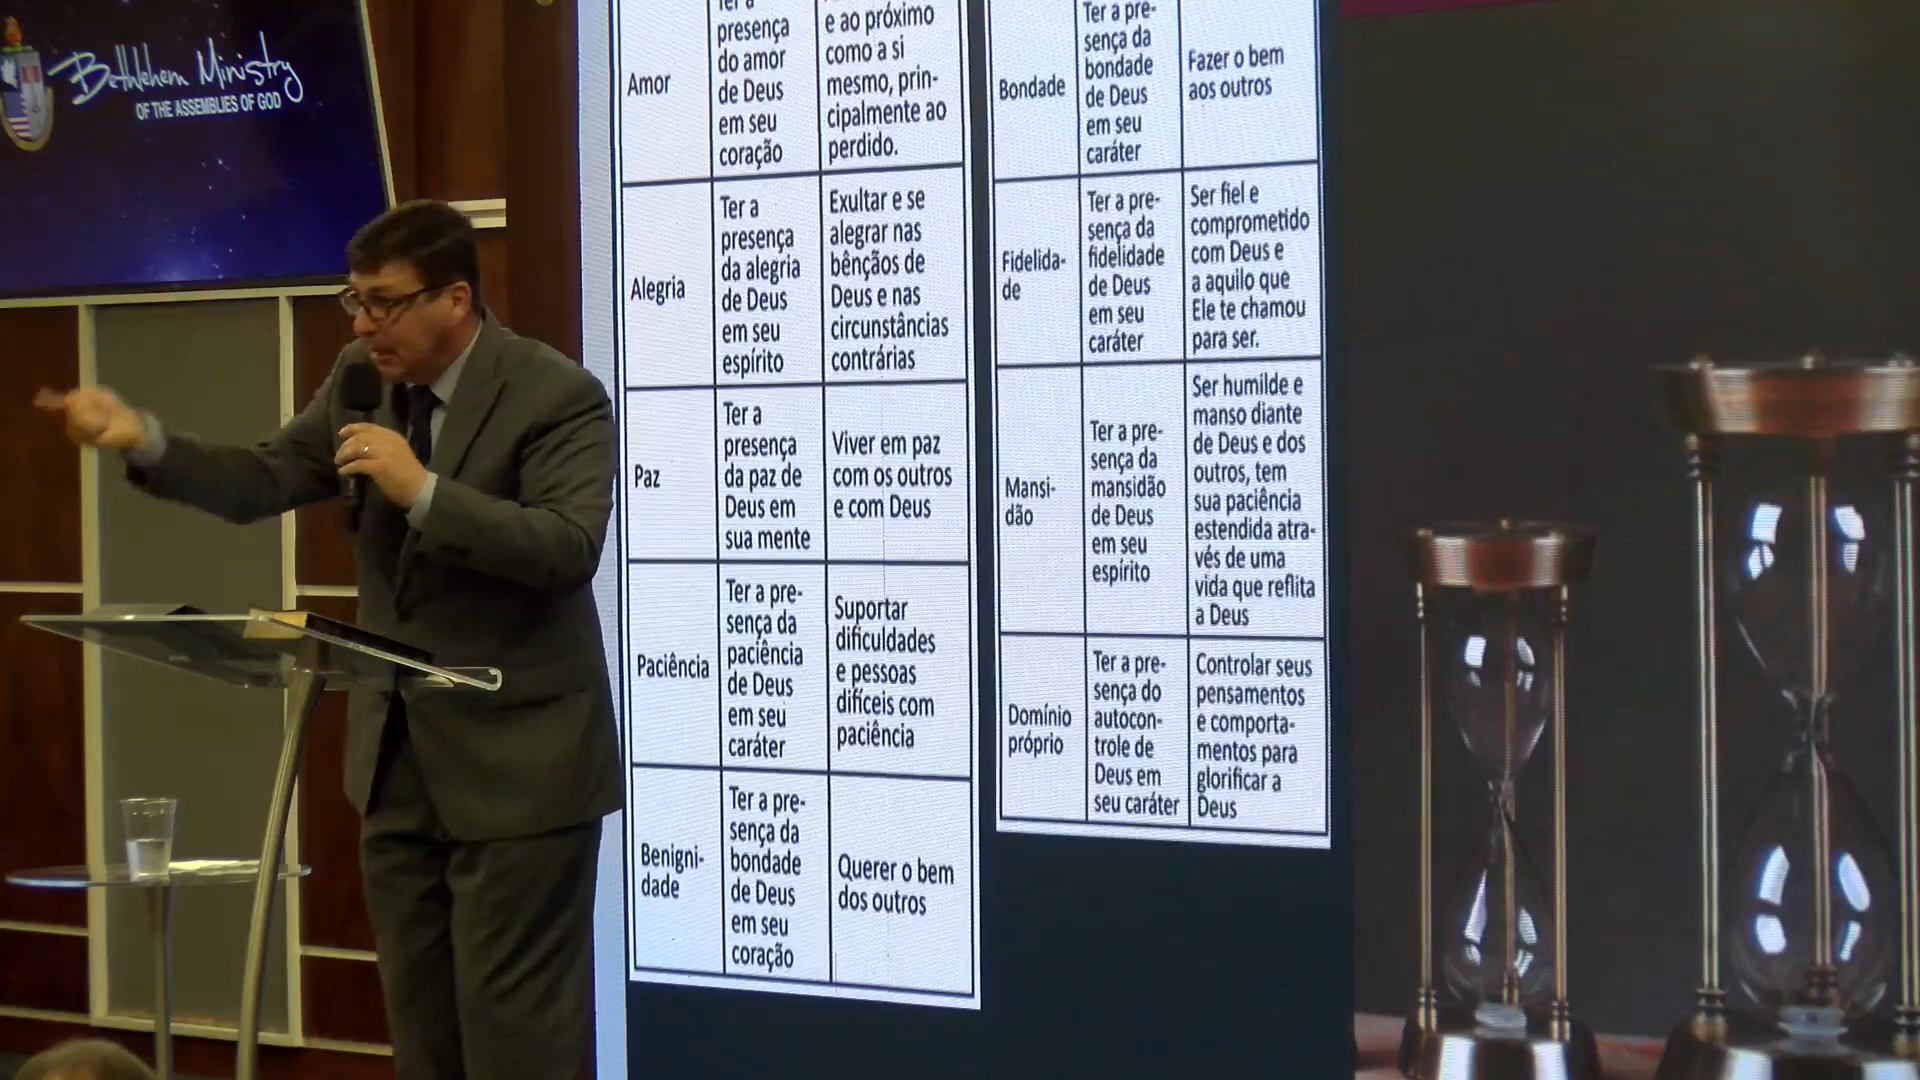 Bethlehem Ministry
OF THE ASSEMBLIES OF GOD
Amor
presença
do amor
de Deus
em seu
coração
e ao próximo
como a si
mesmo, prin-
cipalmente ao
perdido.
Alegria
Ter a
presença
da alegria
de Deus
em seu
espírito
Exultar e se
alegrar nas
bênçãos de
Deus e nas
circunstâncias
contrárias
Paz
Ter a
presença
da paz de
Deus em
sua mente
Viver em paz
com os outros
e com Deus
Paciência
Ter a pre-
sença da
paciência
de Deus
em seu
caráter
Suportar
dificuldades
e pessoas
difíceis com
paciência
Benigni-
dade
Ter a pre-
sença da
bondade
de Deus
em seu
coração
Querer o bem
dos outros
Bondade
Ter a pre-
sença da
bondade
de Deus
em seu
caráter
Fazer o bem
aos outros
Fidelida-
de
Ter a pre-
sença da
fidelidade
de Deus
em seu
caráter
Ser fiel e
comprometido
com Deus e
a aquilo que
Ele te chamou
para ser.
Mansi-
dão
Ter a pre-
sença da
mansidão
de Deus
em seu
espírito
Ser humilde e
manso diante
de Deus e dos
outros, tem
sua paciência
estendida atra-
vés de uma
vida que reflita
a Deus
Domínio
próprio
Ter a pre-
sença do
autocon-
trole de
Deus em
seu caráter
Controlar seus
pensamentos
e comporta-
mentos para
glorificar a
Deus